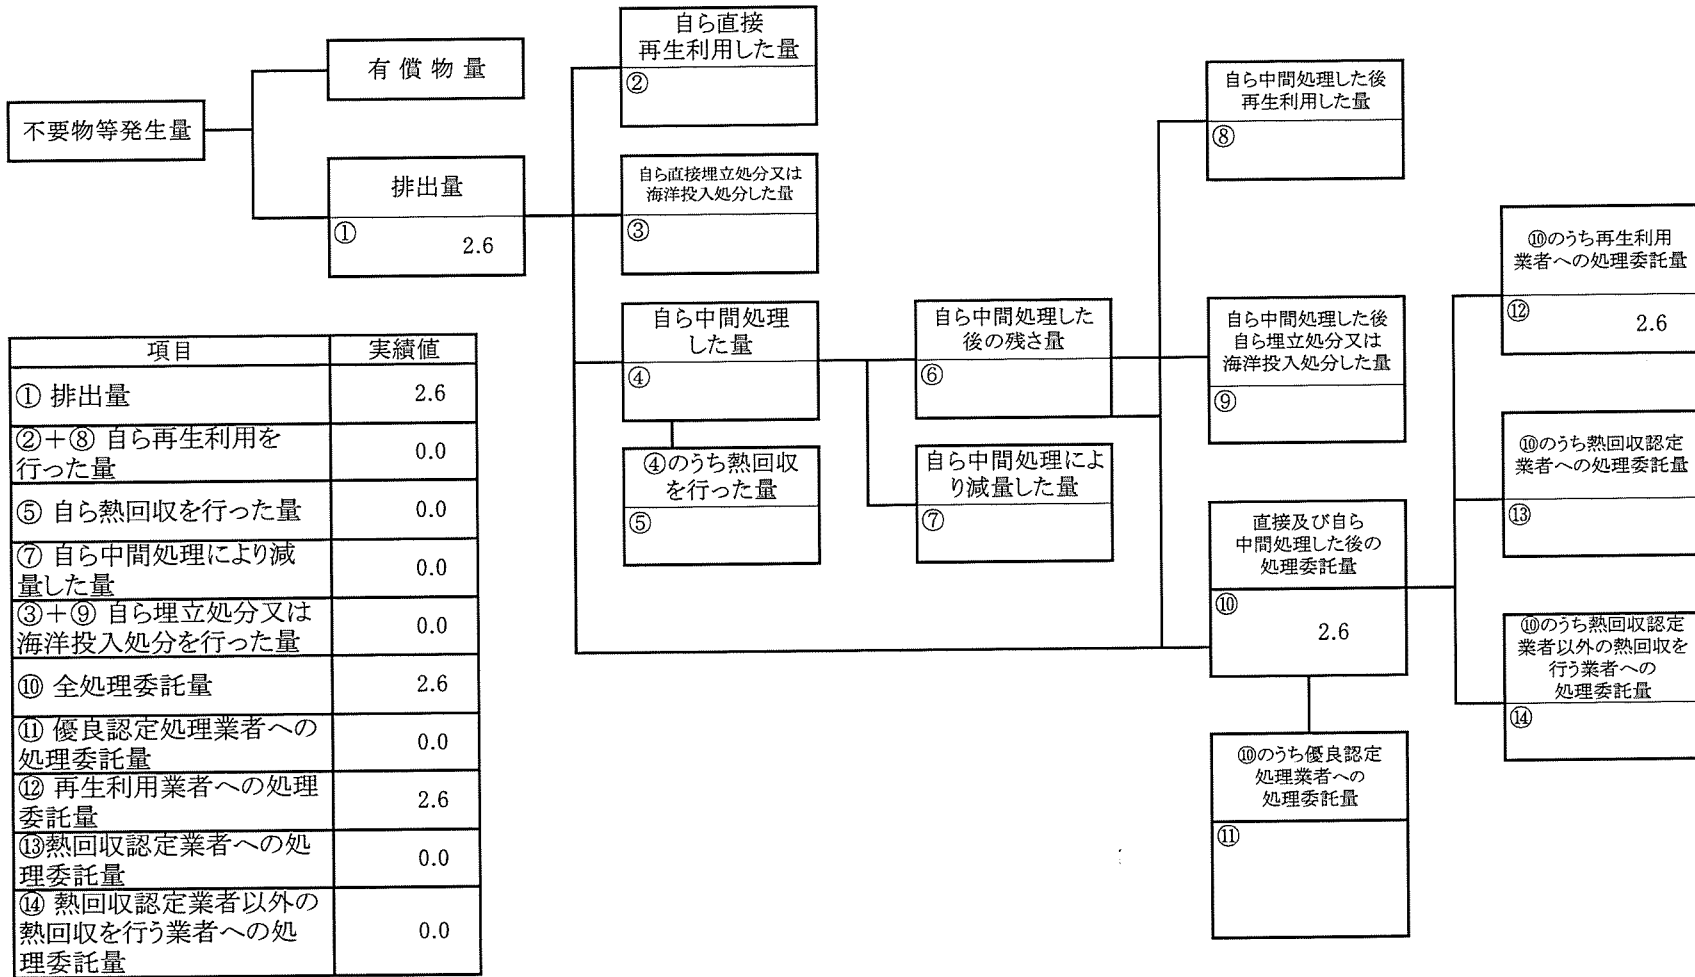 不要物等発生量
有償物量
排出量
①
2.6
自ら直接
再生利用した量
②
自ら直接埋立処分又は
海洋投入処分した量
③
自ら中間処理
した量
④
④のうち熱回収
を行った量
⑤
自ら中間処理した
後の残さ量
⑥
自ら中間処理によ
り減量した量
⑦
自ら中間処理した後
再生利用した量
⑧
自ら中間処理した後
自ら埋立処分又は
海洋投入処分した量
⑨
直接及び自ら
中間処理した後の
処理委託量
⑩
2.6
⑩のうち優良認定
処理業者への
処理委託量
⑪
⑩のうち再生利用
業者への処理委託量
⑫
2.6
⑩のうち熱回収認定
業者への処理委託量
⑬
⑩のうち熱回収認定
業者以外の熱回収を
行う業者への
処理委託量
⑭
項目 実績値
① 排出量 2.6
②+⑧ 自ら再生利用を
行った量 0.0
⑤ 自ら熱回収を行った量 0.0
⑦ 自ら中間処理により減
量した量 0.0
③+⑨ 自ら埋立処分又は
海洋投入処分を行った量 0.0
⑩ 全処理委託量 2.6
⑪ 優良認定処理業者への
処理委託量 0.0
⑫ 再生利用業者への処理
委託量 2.6
⑬熱回収認定業者への処
理委託量 0.0
⑭ 熱回収認定業者以外の
熱回収を行う業者への処
理委託量 0.0